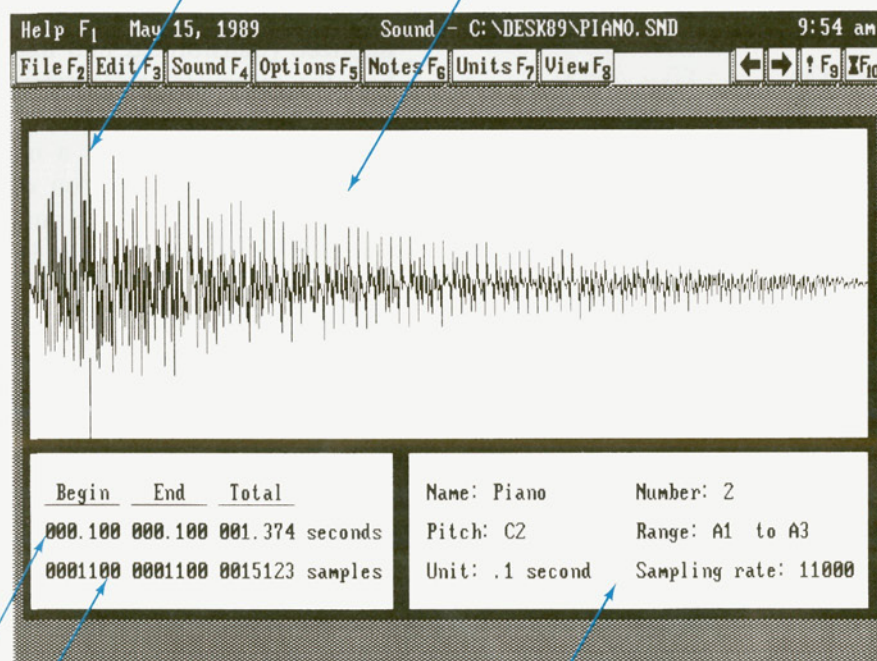 Help F1 May 15, 1989 Sound - C:\DESK89\PIANO.SND 9:54 am
File F2 Edit F3 Sound F4 Options F5 Notes F6 Units F7 View F8 ← → ! F9 F10
Begin End Total
000.100 000.100 001.374 seconds
0001100 0001100 0015123 samples
Name: Piano Number: 2
Pitch: C2 Range: A1 to A3
Unit: .1 second Sampling rate: 11000